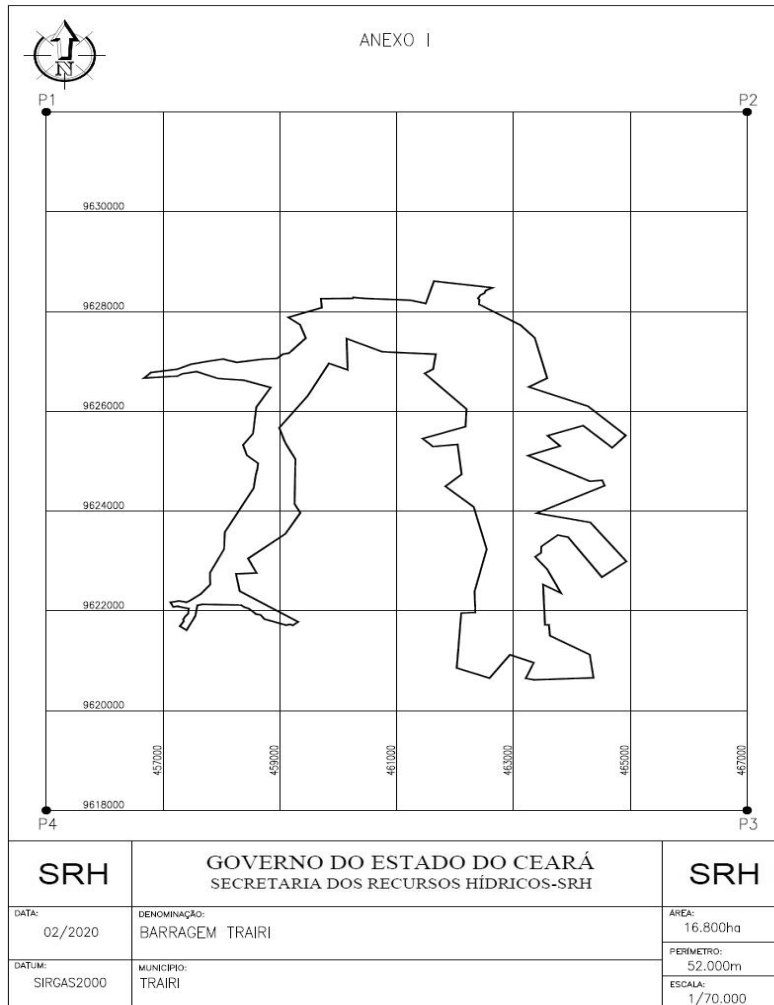 ANEXO I
N
P1
P2
9630000
9628000
9626000
9624000
9622000
9620000
9618000
457000
459000
461000
463000
465000
467000
P4
P3
SRH
GOVERNO DO ESTADO DO CEARÁ
SECRETARIA DOS RECURSOS HÍDRICOS-SRH
SRH
DATA:
02/2020
DENOMINAÇÃO:
BARRAGEM TRAIRI
ÁREA:
16.800ha
PERÍMETRO:
52.000m
DATUM:
SIRGAS2000
MUNICÍPIO:
TRAIRI
ESCALA:
1/70.000